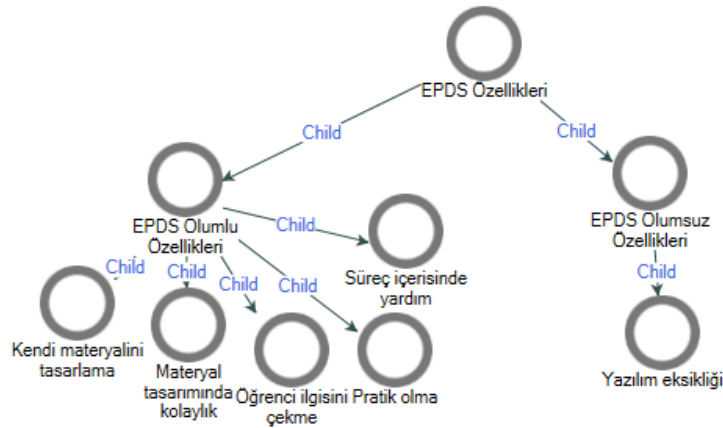 EPDS Özellikleri
Child
Child
EPDS Olumlu
Özellikleri
EPDS Olumsuz
Özellikleri
Child
Child
Child
Child
Child
Child
Süreç içerisinde
yardım
Kendi materyalini
tasarlama
Materyal
tasarımında
kolaylık
Öğrenci ilgisini
çekme
Pratik olma
Yazılım eksikliği